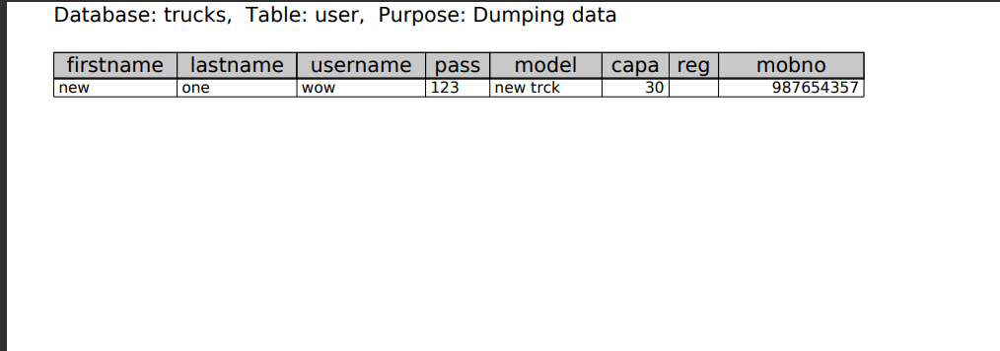 Database: trucks, Table: user, Purpose: Dumping data
firstname lastname username pass model capa reg mobno
new one wow 123 new trck 30 987654357